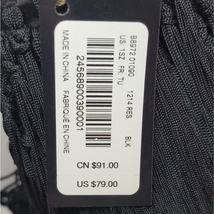 B8972 01090 1214 RES
US: 1SZ FR: TU BLK
24568900390001
MADE IN CHINA FABRIQUÉ EN CHINE
CN $91.00
US $79.00